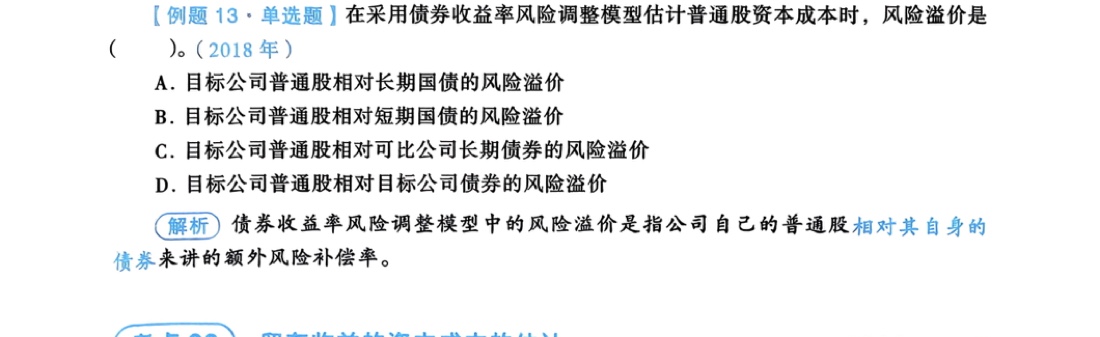 【例题 13·单选题】在采用债券收益率风险调整模型估计普通股资本成本时，风险溢价是
(　　)。（2018 年）
A. 目标公司普通股相对长期国债的风险溢价
B. 目标公司普通股相对短期国债的风险溢价
C. 目标公司普通股相对可比公司长期债券的风险溢价
D. 目标公司普通股相对目标公司债券的风险溢价
解析 债券收益率风险调整模型中的风险溢价是指公司自己的普通股相对其自身的
债券来讲的额外风险补偿率。